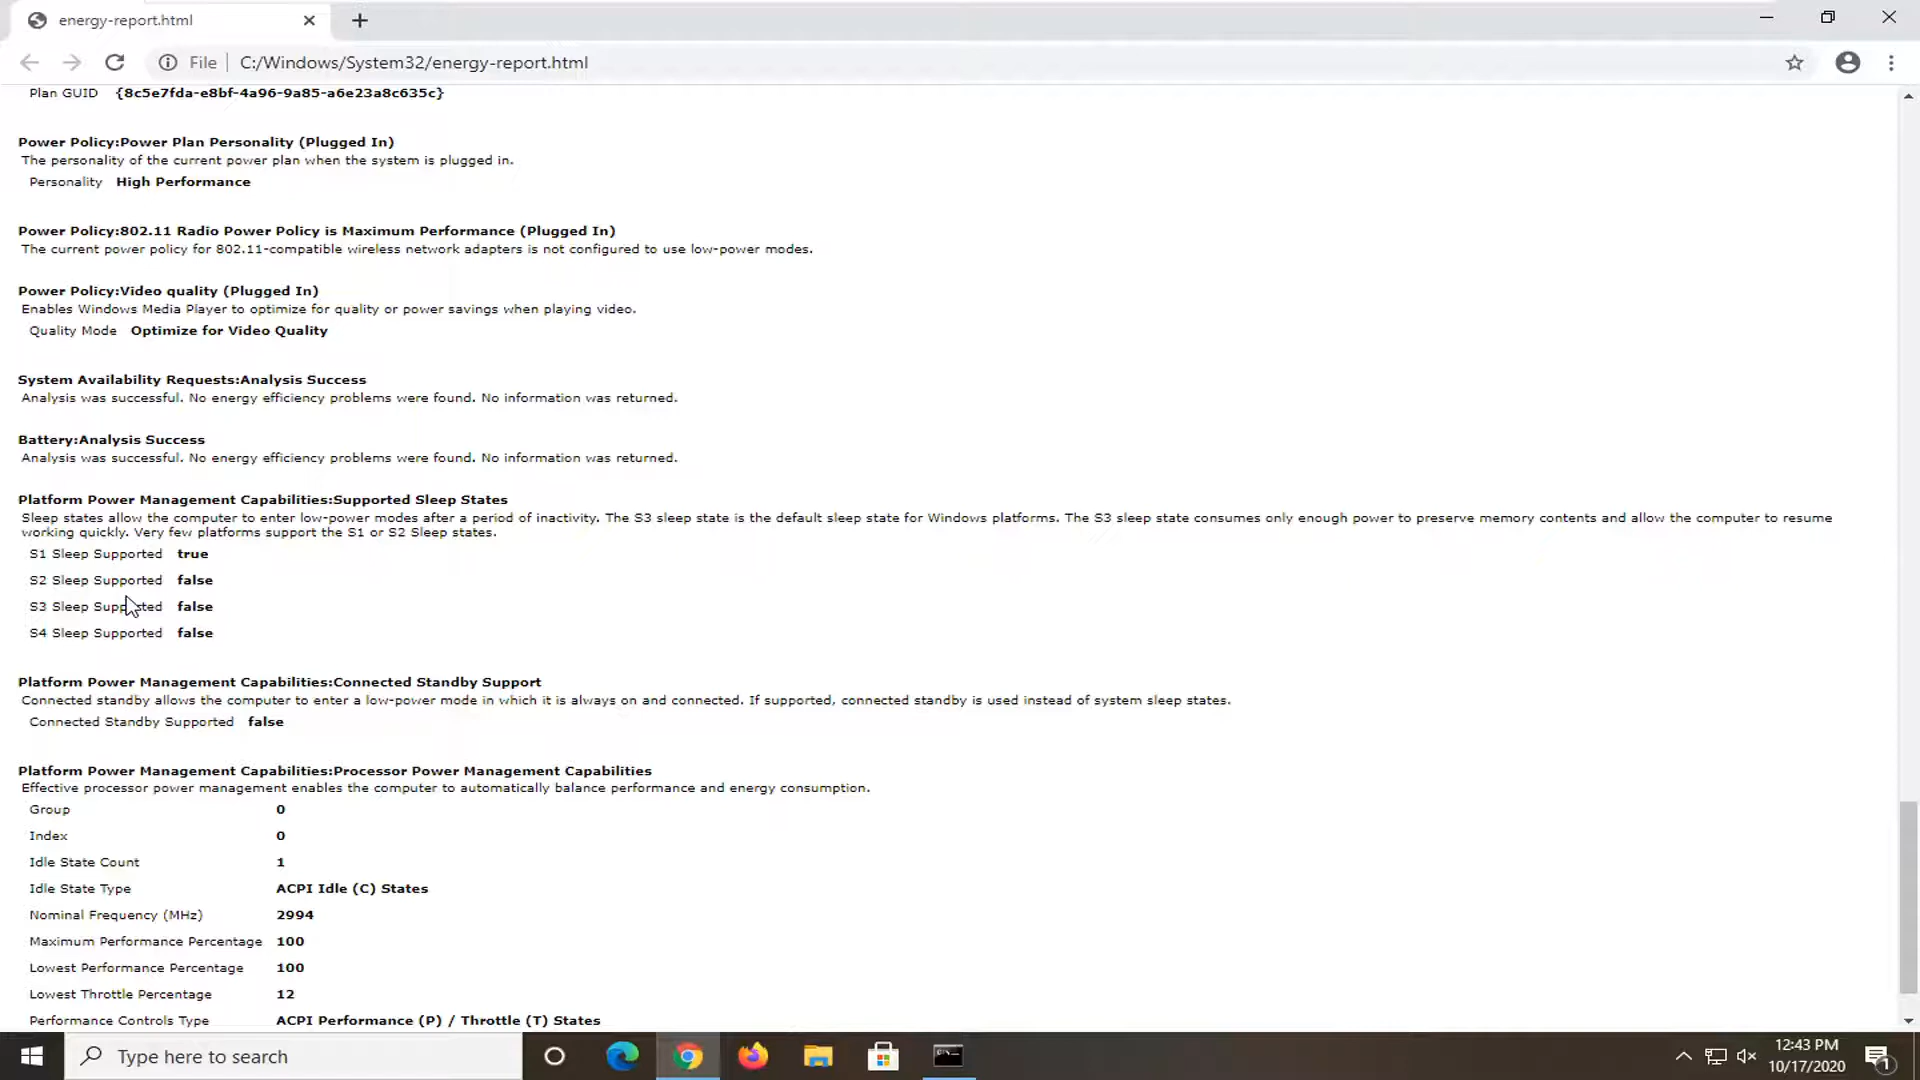 energy-report.html
File C:/Windows/System32/energy-report.html
Plan GUID {8c5e7fda-e8bf-4a96-9a85-a6e23a8c635c}
Power Policy:Power Plan Personality (Plugged In)
The personality of the current power plan when the system is plugged in.
Personality High Performance
Power Policy:802.11 Radio Power Policy is Maximum Performance (Plugged In)
The current power policy for 802.11-compatible wireless network adapters is not configured to use low-power modes.
Power Policy:Video quality (Plugged In)
Enables Windows Media Player to optimize for quality or power savings when playing video.
Quality Mode Optimize for Video Quality
System Availability Requests:Analysis Success
Analysis was successful. No energy efficiency problems were found. No information was returned.
Battery:Analysis Success
Analysis was successful. No energy efficiency problems were found. No information was returned.
Platform Power Management Capabilities:Supported Sleep States
Sleep states allow the computer to enter low-power modes after a period of inactivity. The S3 sleep state is the default sleep state for Windows platforms. The S3 sleep state consumes only enough power to preserve memory contents and allow the computer to resume
working quickly. Very few platforms support the S1 or S2 Sleep states.
S1 Sleep Supported true
S2 Sleep Supported false
S3 Sleep Supported false
S4 Sleep Supported false
Platform Power Management Capabilities:Connected Standby Support
Connected standby allows the computer to enter a low-power mode in which it is always on and connected. If supported, connected standby is used instead of system sleep states.
Connected Standby Supported false
Platform Power Management Capabilities:Processor Power Management Capabilities
Effective processor power management enables the computer to automatically balance performance and energy consumption.
Group 0
Index 0
Idle State Count 1
Idle State Type ACPI Idle (C) States
Nominal Frequency (MHz) 2994
Maximum Performance Percentage 100
Lowest Performance Percentage 100
Lowest Throttle Percentage 12
Performance Controls Type ACPI Performance (P) / Throttle (T) States
Type here to search
12:43 PM
10/17/2020
1